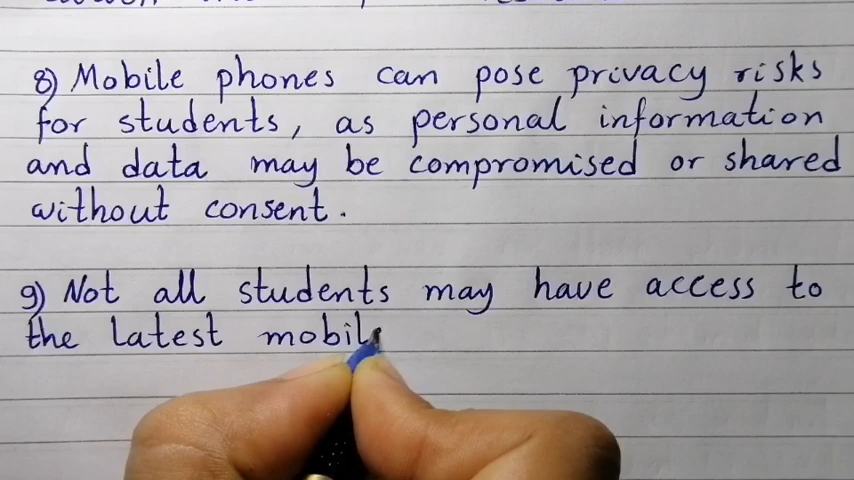 8) Mobile phones can pose privacy risks
for students, as personal information
and data may be compromised or shared
without consent.
9) Not all students may have access to
the latest mobil